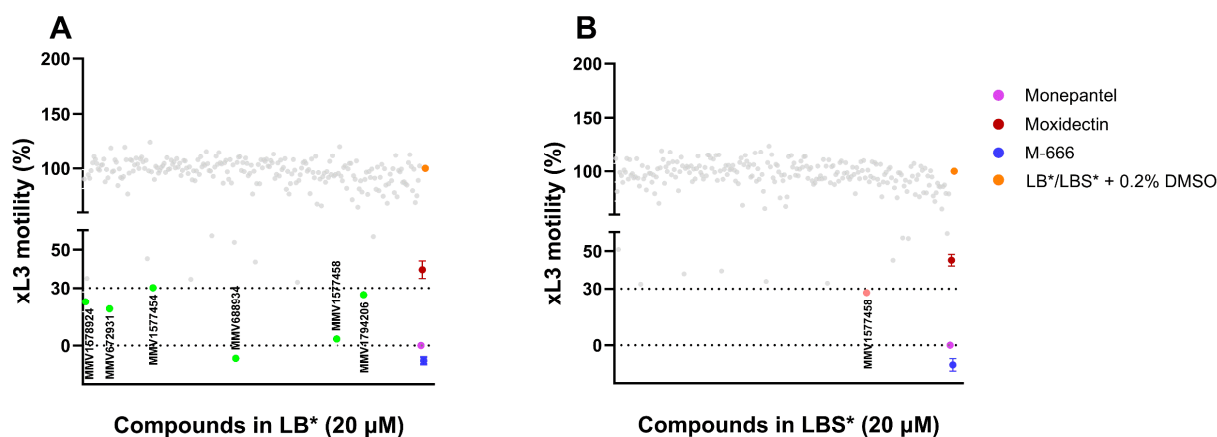 A
200
150
100
50
30
0
xL3 motility (%)
MMV1678924
MMV672931
MMV1577454
MMV688934
MMV1577458
MMV1794206
Compounds in LB* (20 µM)
B
200
150
100
50
30
0
xL3 motility (%)
MMV1577458
Compounds in LBS* (20 µM)
Monepantel
Moxidectin
M-666
LB*/LBS* + 0.2% DMSO